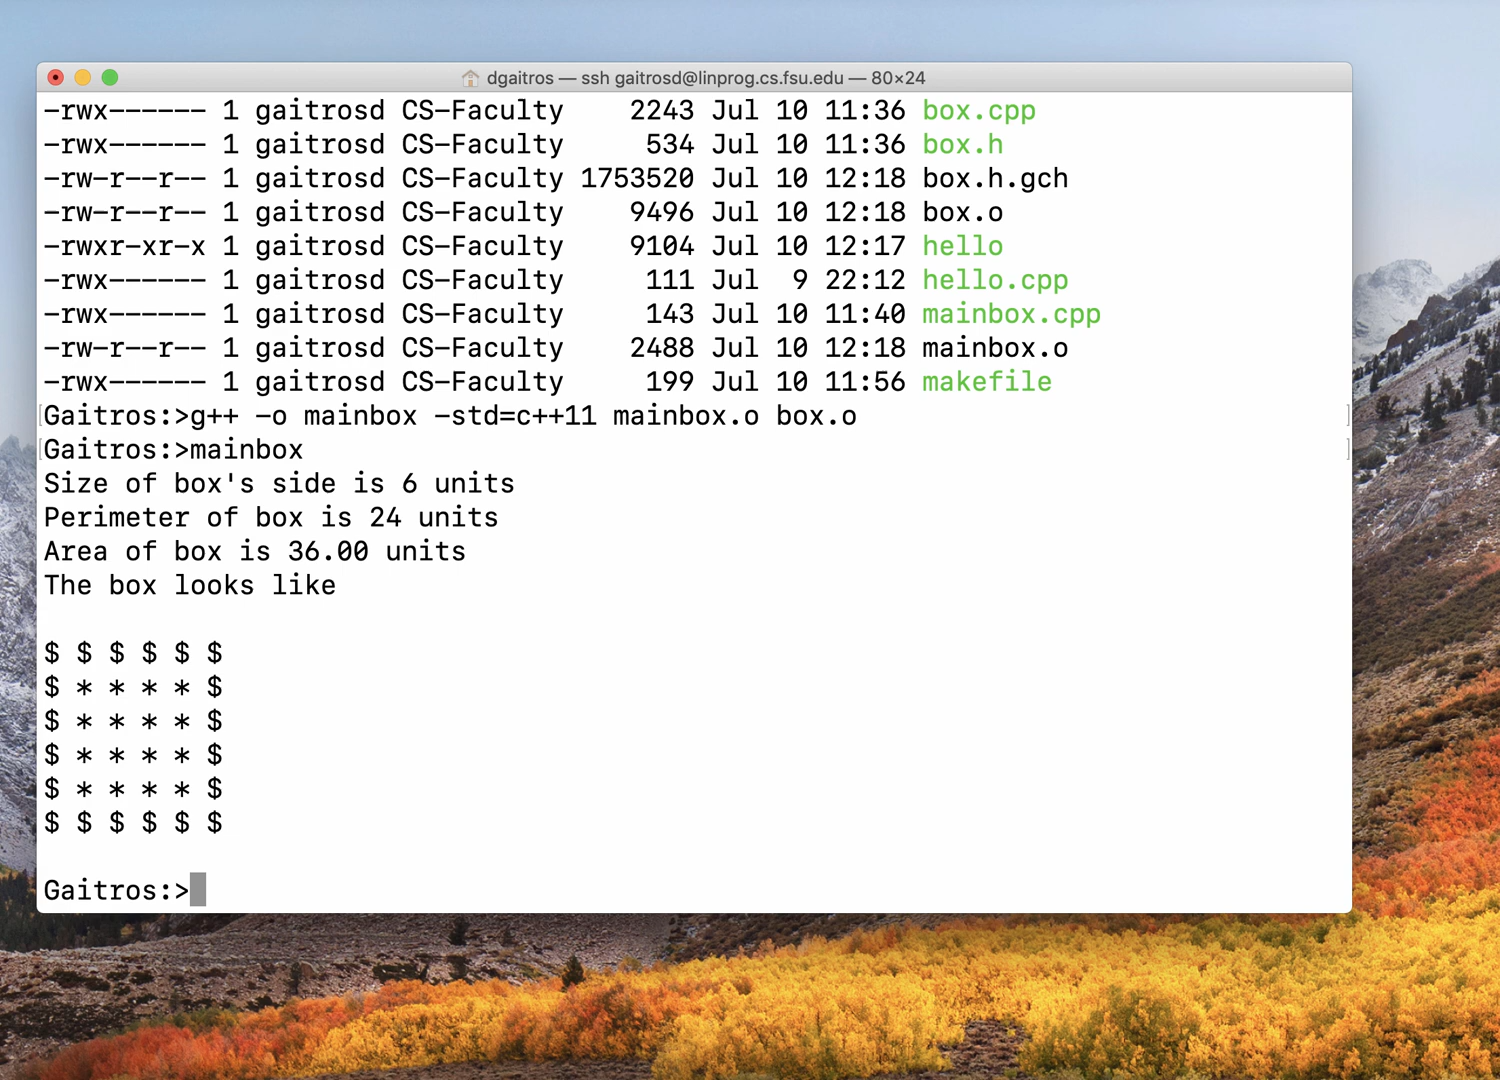 dgaitros — ssh gaitrosd@linprog.cs.fsu.edu — 80×24
-rwx------ 1 gaitrosd CS-Faculty    2243 Jul 10 11:36 box.cpp
-rwx------ 1 gaitrosd CS-Faculty     534 Jul 10 11:36 box.h
-rw-r--r-- 1 gaitrosd CS-Faculty 1753520 Jul 10 12:18 box.h.gch
-rw-r--r-- 1 gaitrosd CS-Faculty    9496 Jul 10 12:18 box.o
-rwxr-xr-x 1 gaitrosd CS-Faculty    9104 Jul 10 12:17 hello
-rwx------ 1 gaitrosd CS-Faculty     111 Jul  9 22:12 hello.cpp
-rwx------ 1 gaitrosd CS-Faculty     143 Jul 10 11:40 mainbox.cpp
-rw-r--r-- 1 gaitrosd CS-Faculty    2488 Jul 10 12:18 mainbox.o
-rwx------ 1 gaitrosd CS-Faculty     199 Jul 10 11:56 makefile
[Gaitros:>g++ -o mainbox -std=c++11 mainbox.o box.o ]
[Gaitros:>mainbox ]
Size of box's side is 6 units
Perimeter of box is 24 units
Area of box is 36.00 units
The box looks like
$ $ $ $ $ $
$ * * * * $
$ * * * * $
$ * * * * $
$ * * * * $
$ $ $ $ $ $
Gaitros:>